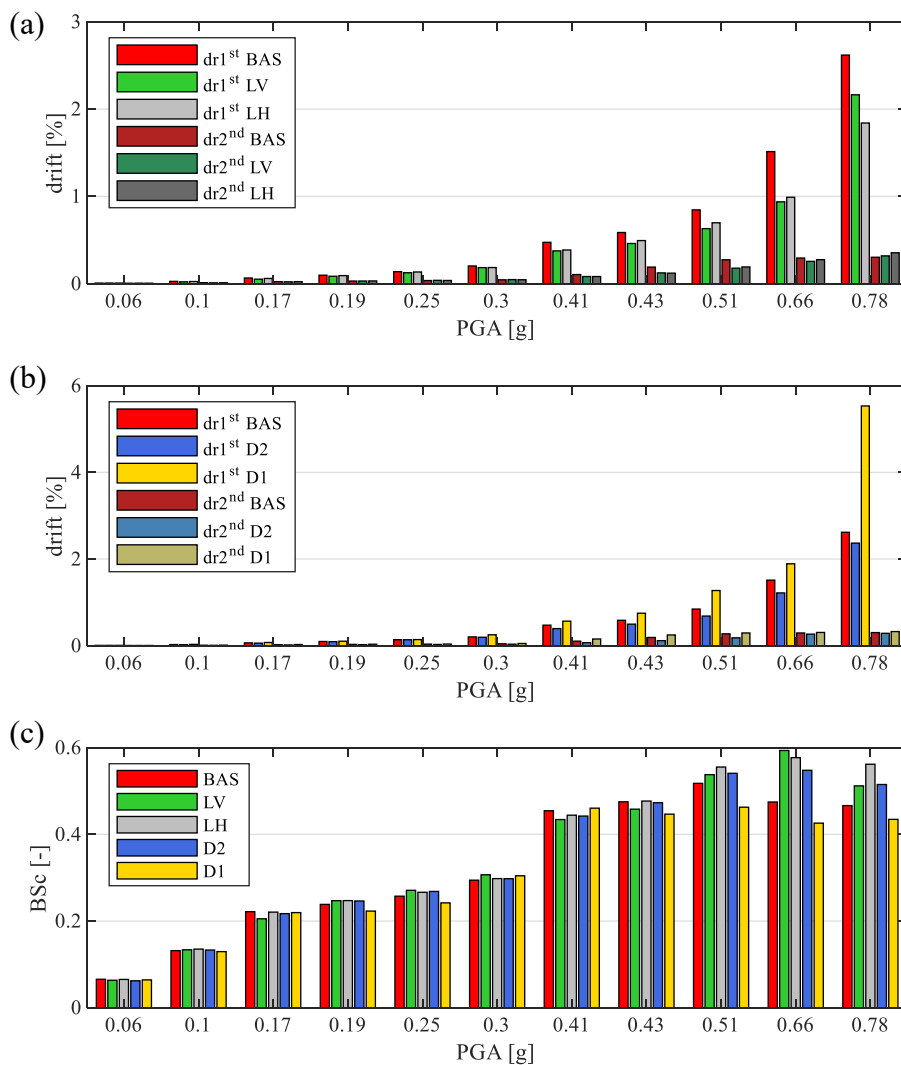 (a)
3
2
1
0
drift [%]
dr1st BAS
dr1st LV
dr1st LH
dr2nd BAS
dr2nd LV
dr2nd LH
0.06 0.1 0.17 0.19 0.25 0.3 0.41 0.43 0.51 0.66 0.78
PGA [g]
(b)
6
4
2
0
drift [%]
dr1st BAS
dr1st D2
dr1st D1
dr2nd BAS
dr2nd D2
dr2nd D1
0.06 0.1 0.17 0.19 0.25 0.3 0.41 0.43 0.51 0.66 0.78
PGA [g]
(c)
0.6
0.4
0.2
0
BSc [-]
BAS
LV
LH
D2
D1
0.06 0.1 0.17 0.19 0.25 0.3 0.41 0.43 0.51 0.66 0.78
PGA [g]